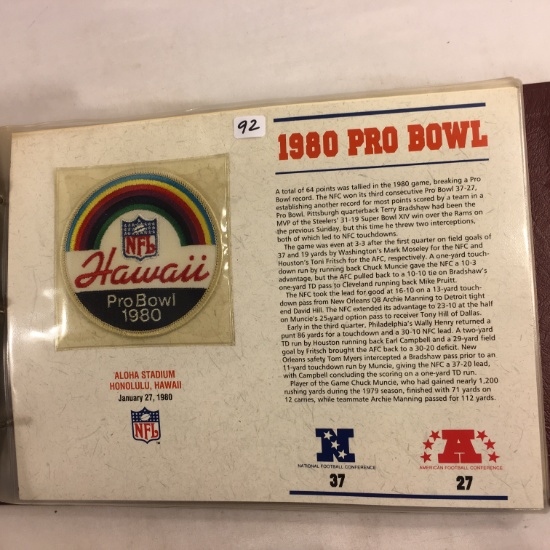 92
1980 PRO BOWL
NFL
Hawaii
Pro Bowl
1980
'ALOHA STADIUM
HONOLULU, HAWAII
January 27, 1980
NFL
A total of 64 points was tallied in the 1980 game, breaking a Pro
Bowl record. The NFC won its third consecutive Pro Bowl 37-27,
establishing another record for most points scored by a team in a
Pro Bowl. Pittsburgh quarterback Terry Bradshaw had been the
MVP of the Steelers' 31-19 Super Bowl XIV win over the Rams on
the previous Sunday, but this time he threw two interceptions,
both of which led to NFC touchdowns.
The game was even at 3-3 after the first quarter on field goals of
37 and 19 yards by Washington's Mark Moseley for the NFC and
Houston's Toni Fritsch for the AFC, respectively. A one-yard touch-
down run by running back Chuck Muncie gave the NFC a 10-3
advantage, but the AFC pulled back to a 10-10 tie on Bradshaw's
one-yard TD pass to Cleveland running back Mike Pruitt.
The NFC took the lead for good at 16-10 on a 13-yard touch-
down pass from New Orleans QB Archie Manning to Detroit tight
end David Hill. The NFC extended its advantage to 23-10 at the half
on Muncie's 25-yard option pass to receiver Tony Hill of Dallas.
Early in the third quarter, Philadelphia's Wally Henry returned a
punt 86 yards for a touchdown and a 30-10 NFC lead. A two-yard
TD run by Houston running back Earl Campbell and a 29-yard field
goal by Fritsch brought the AFC back to a 30-20 deficit. New
Orleans safety Tom Myers intercepted a Bradshaw pass prior to an
11-yard touchdown run by Muncie, giving the NFC a 37-20 lead,
with Campbell concluding the scoring on a one-yard TD run.
Player of the Game Chuck Muncie, who had gained nearly 1,200
rushing yards during the 1979 season, finished with 71 yards on
12 carries, while teammate Archie Manning passed for 112 yards.
N
A
NATIONAL FOOTBALL CONFERENCE
AMERICAN FOOTBALL CONFERENCE
37
27